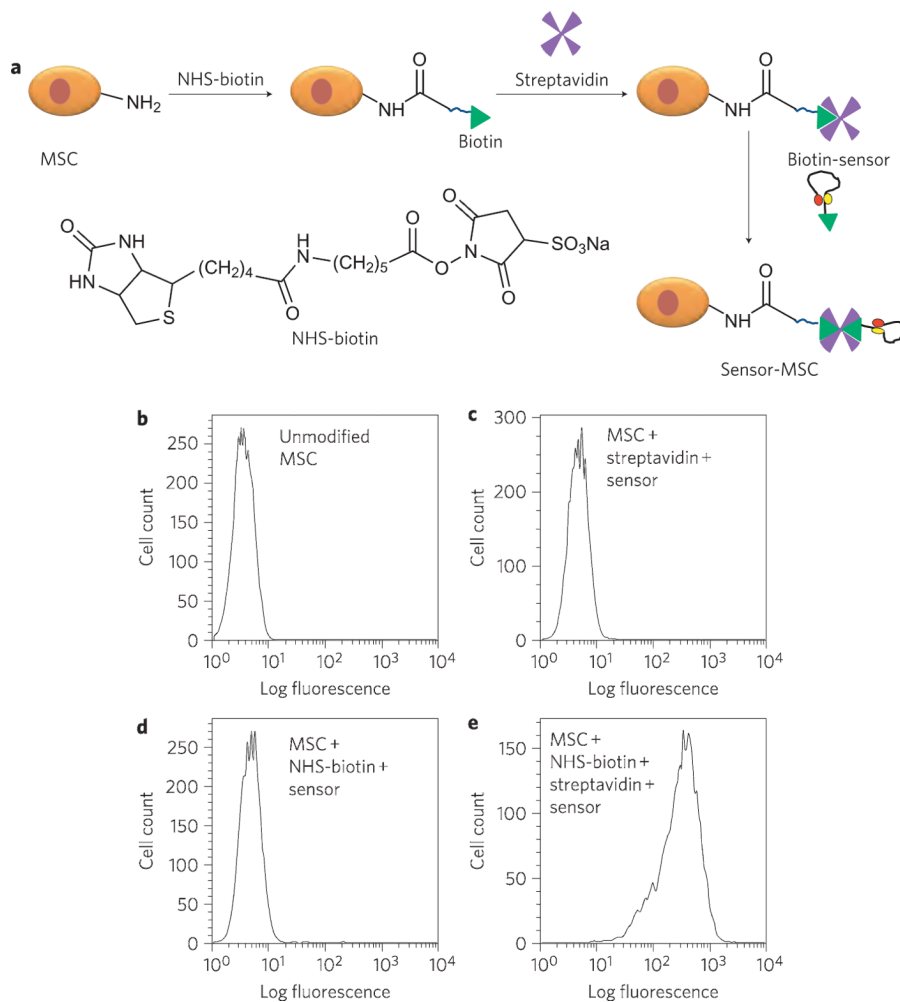 a
NHS-biotin
Streptavidin
NH2
O
NH
Biotin
MSC
O
NH
Biotin-sensor
O
NH
HN
S
(CH2)4
O
H
N
(CH2)5
O
O
N
O
O
SO3Na
NHS-biotin
O
NH
Sensor-MSC
b
Unmodified
MSC
Cell count
250
200
150
100
50
0
10^0 10^1 10^2 10^3 10^4
Log fluorescence
c
MSC +
streptavidin +
sensor
Cell count
300
200
100
0
10^0 10^1 10^2 10^3 10^4
Log fluorescence
d
MSC +
NHS-biotin +
sensor
Cell count
250
200
150
100
50
0
10^0 10^1 10^2 10^3 10^4
Log fluorescence
e
MSC +
NHS-biotin +
streptavidin +
sensor
Cell count
150
100
50
0
10^0 10^1 10^2 10^3 10^4
Log fluorescence